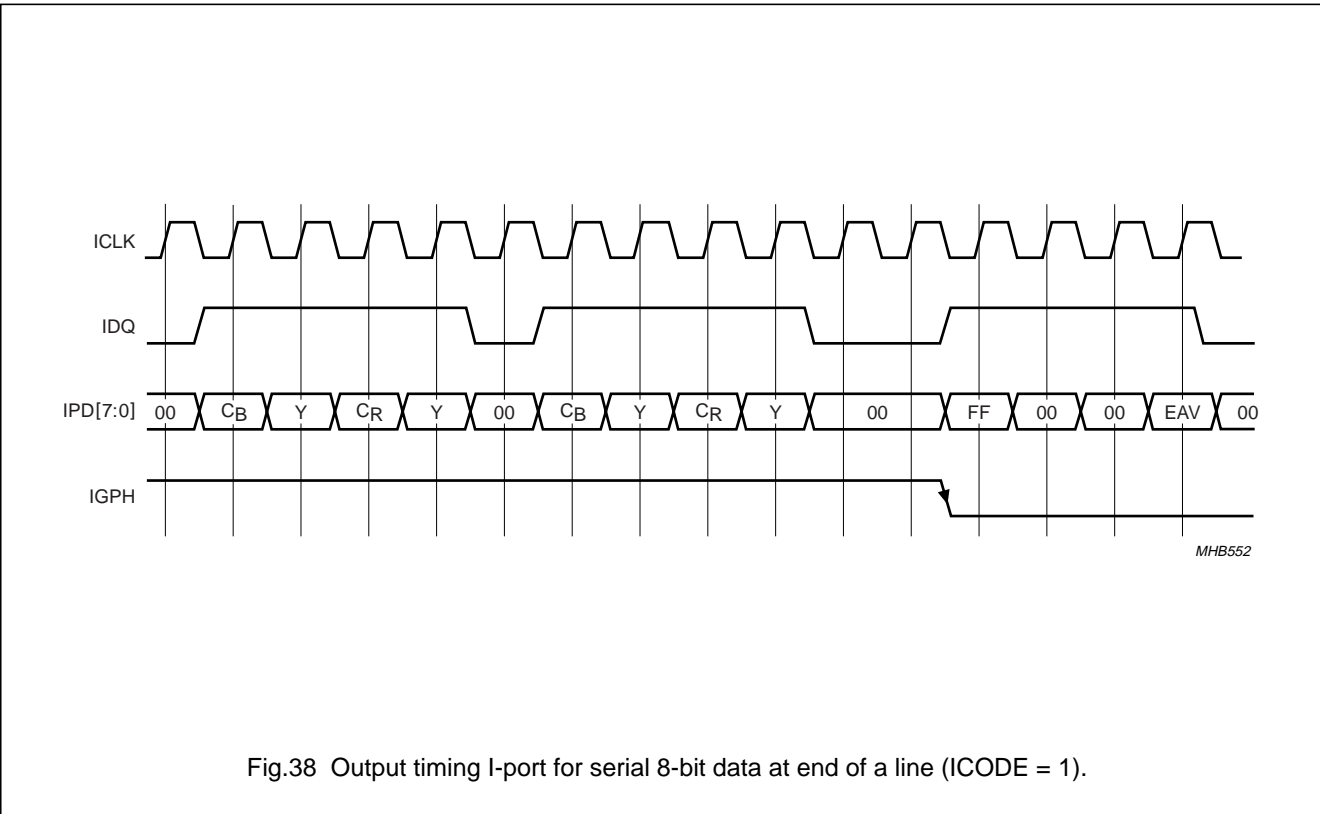 ICLK
IDQ
IPD[7:0] 00 CB Y CR Y 00 CB Y CR Y 00 FF 00 00 EAV 00
IGPH
MHB552
Fig.38 Output timing I-port for serial 8-bit data at end of a line (ICODE = 1).